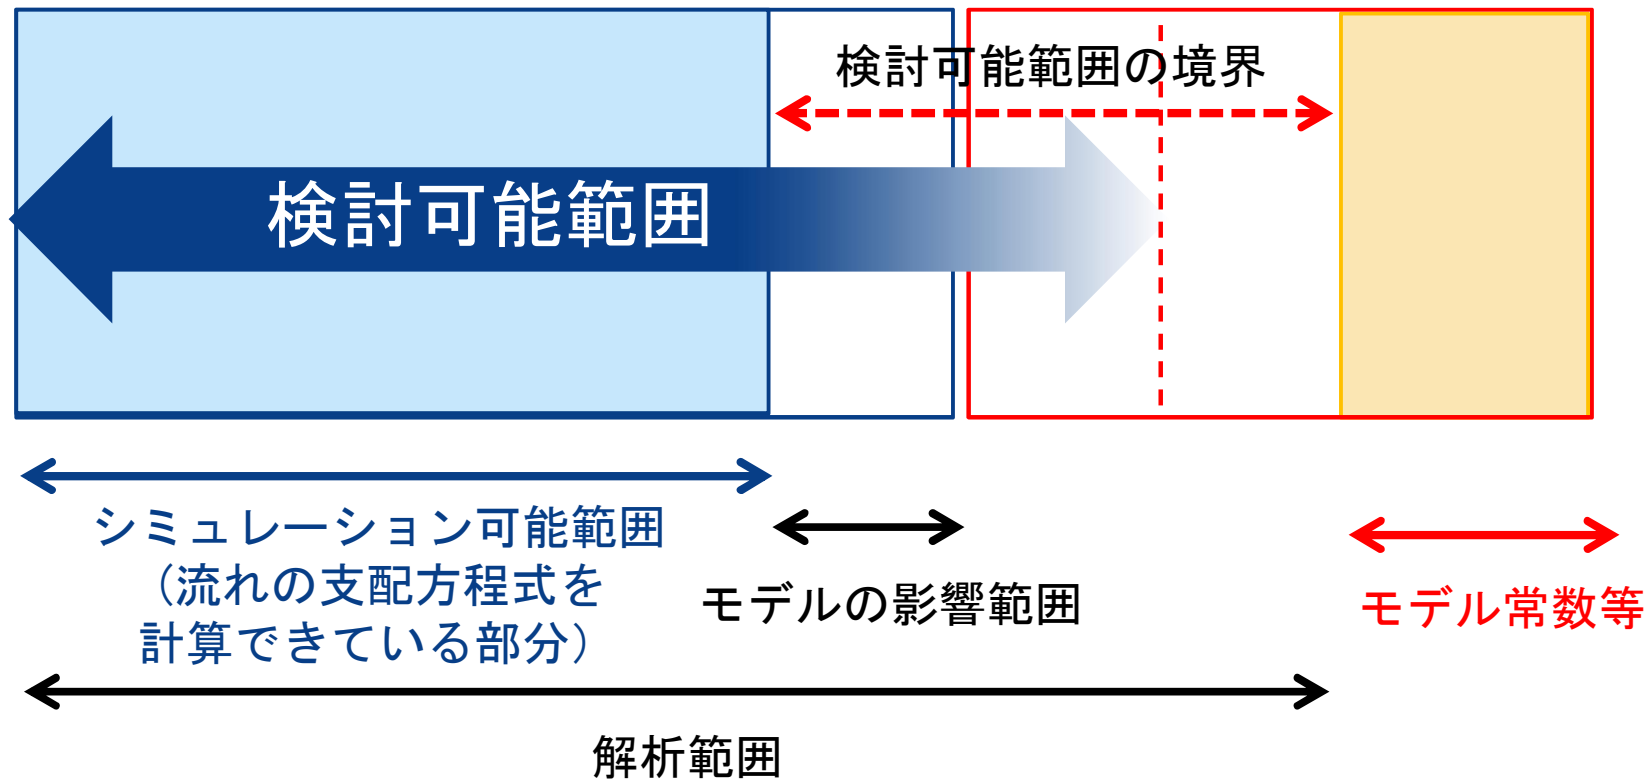 検討可能範囲の境界
検討可能範囲
シミュレーション可能範囲
（流れの支配方程式を
計算できている部分）
モデルの影響範囲
モデル常数等
解析範囲